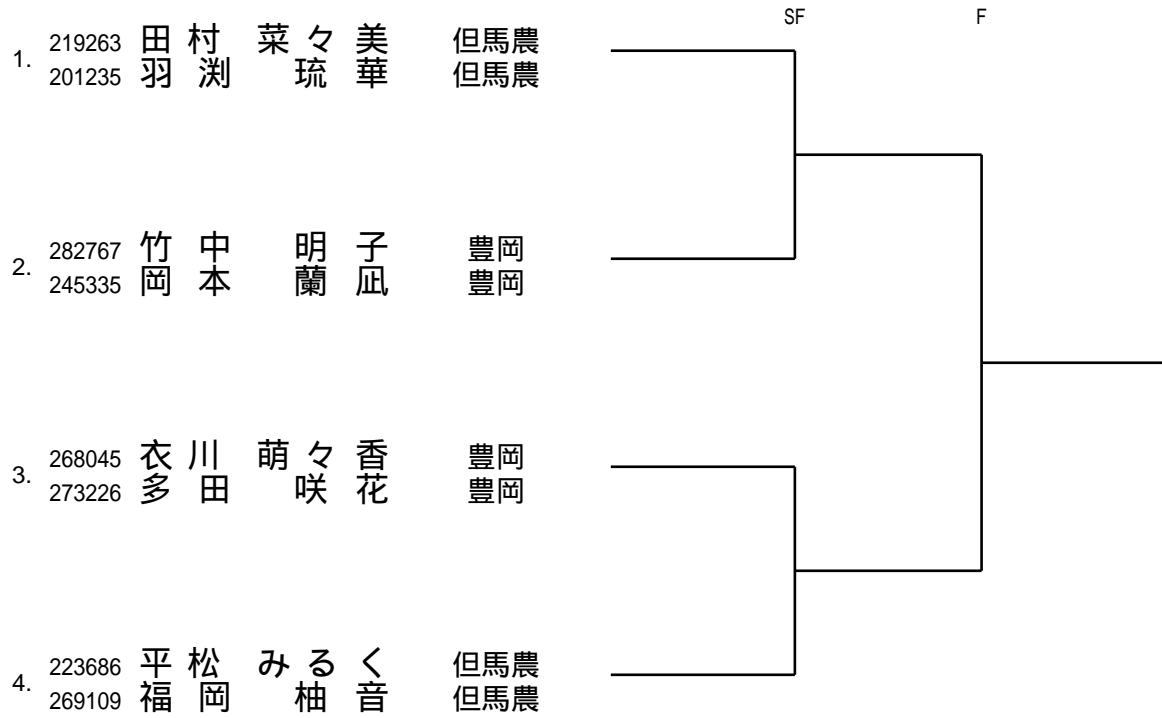 SF F
1. 219263 田村 菜々美 但馬農
201235 羽渕 琉華 但馬農
2. 282767 竹中 明子 豊岡
245335 岡本 蘭凪 豊岡
3. 268045 衣川 萌々香 豊岡
273226 多田 咲花 豊岡
4. 223686 平松 みるく 但馬農
269109 福岡 柚音 但馬農